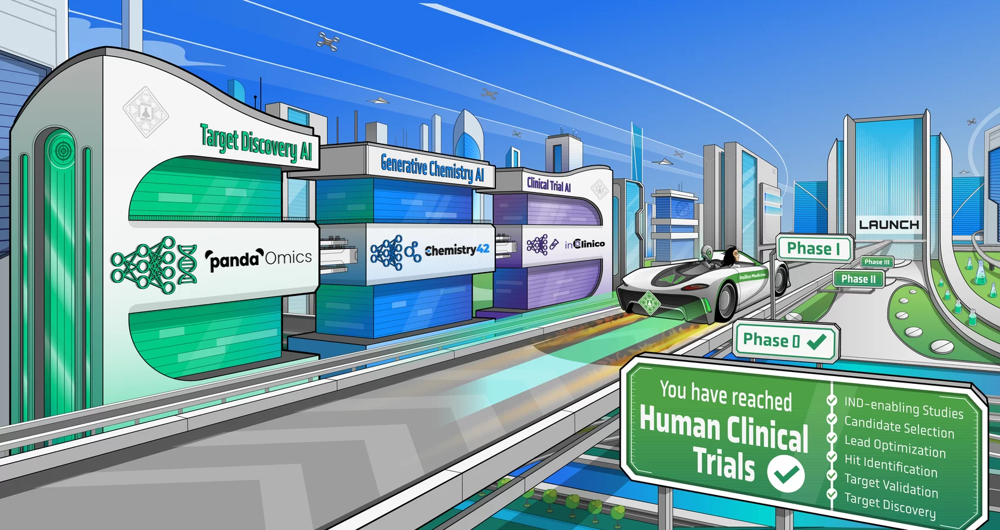 Target Discovery AI
pandaOmics
Generative Chemistry AI
Chemistry42
Clinical Trial AI
inClinico
AI
Insilico Medicine
LAUNCH
Phase I
Phase III
Phase II
Phase 0
You have reached
Human Clinical
Trials
IND-enabling Studies
Candidate Selection
Lead Optimization
Hit Identification
Target Validation
Target Discovery